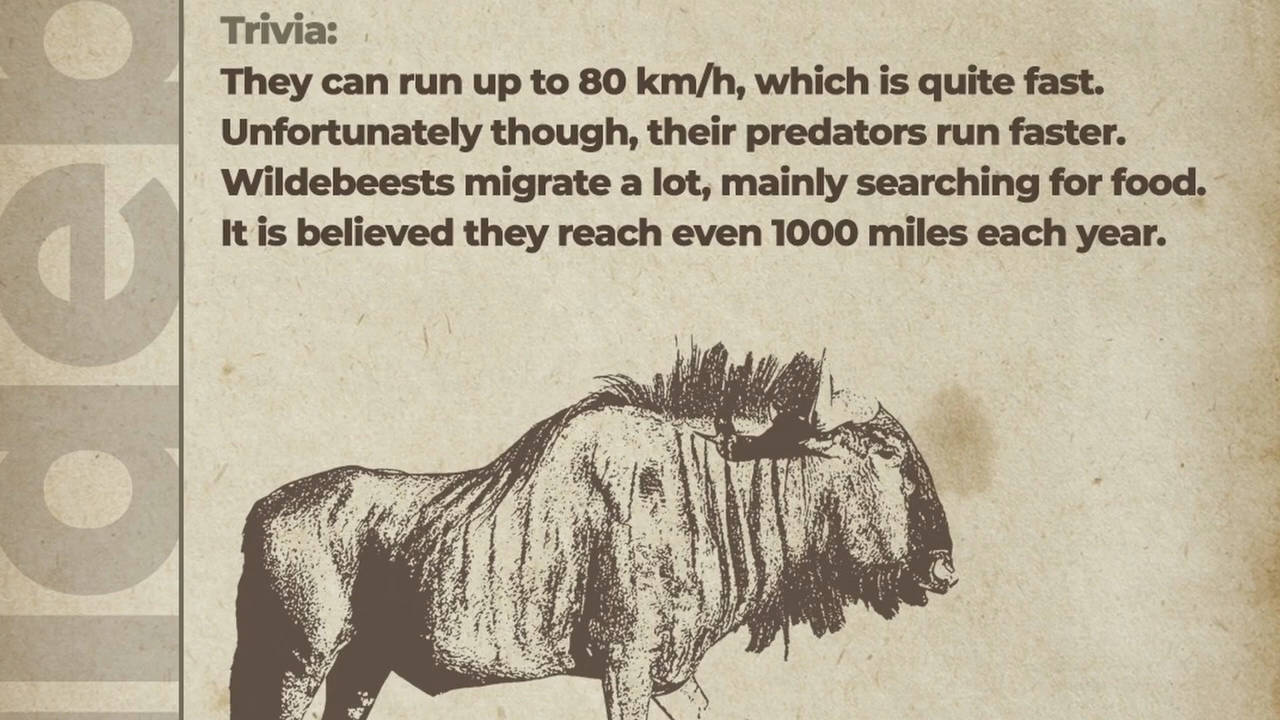 Trivia:
They can run up to 80 km/h, which is quite fast.
Unfortunately though, their predators run faster.
Wildebeests migrate a lot, mainly searching for food.
It is believed they reach even 1000 miles each year.
ldeb